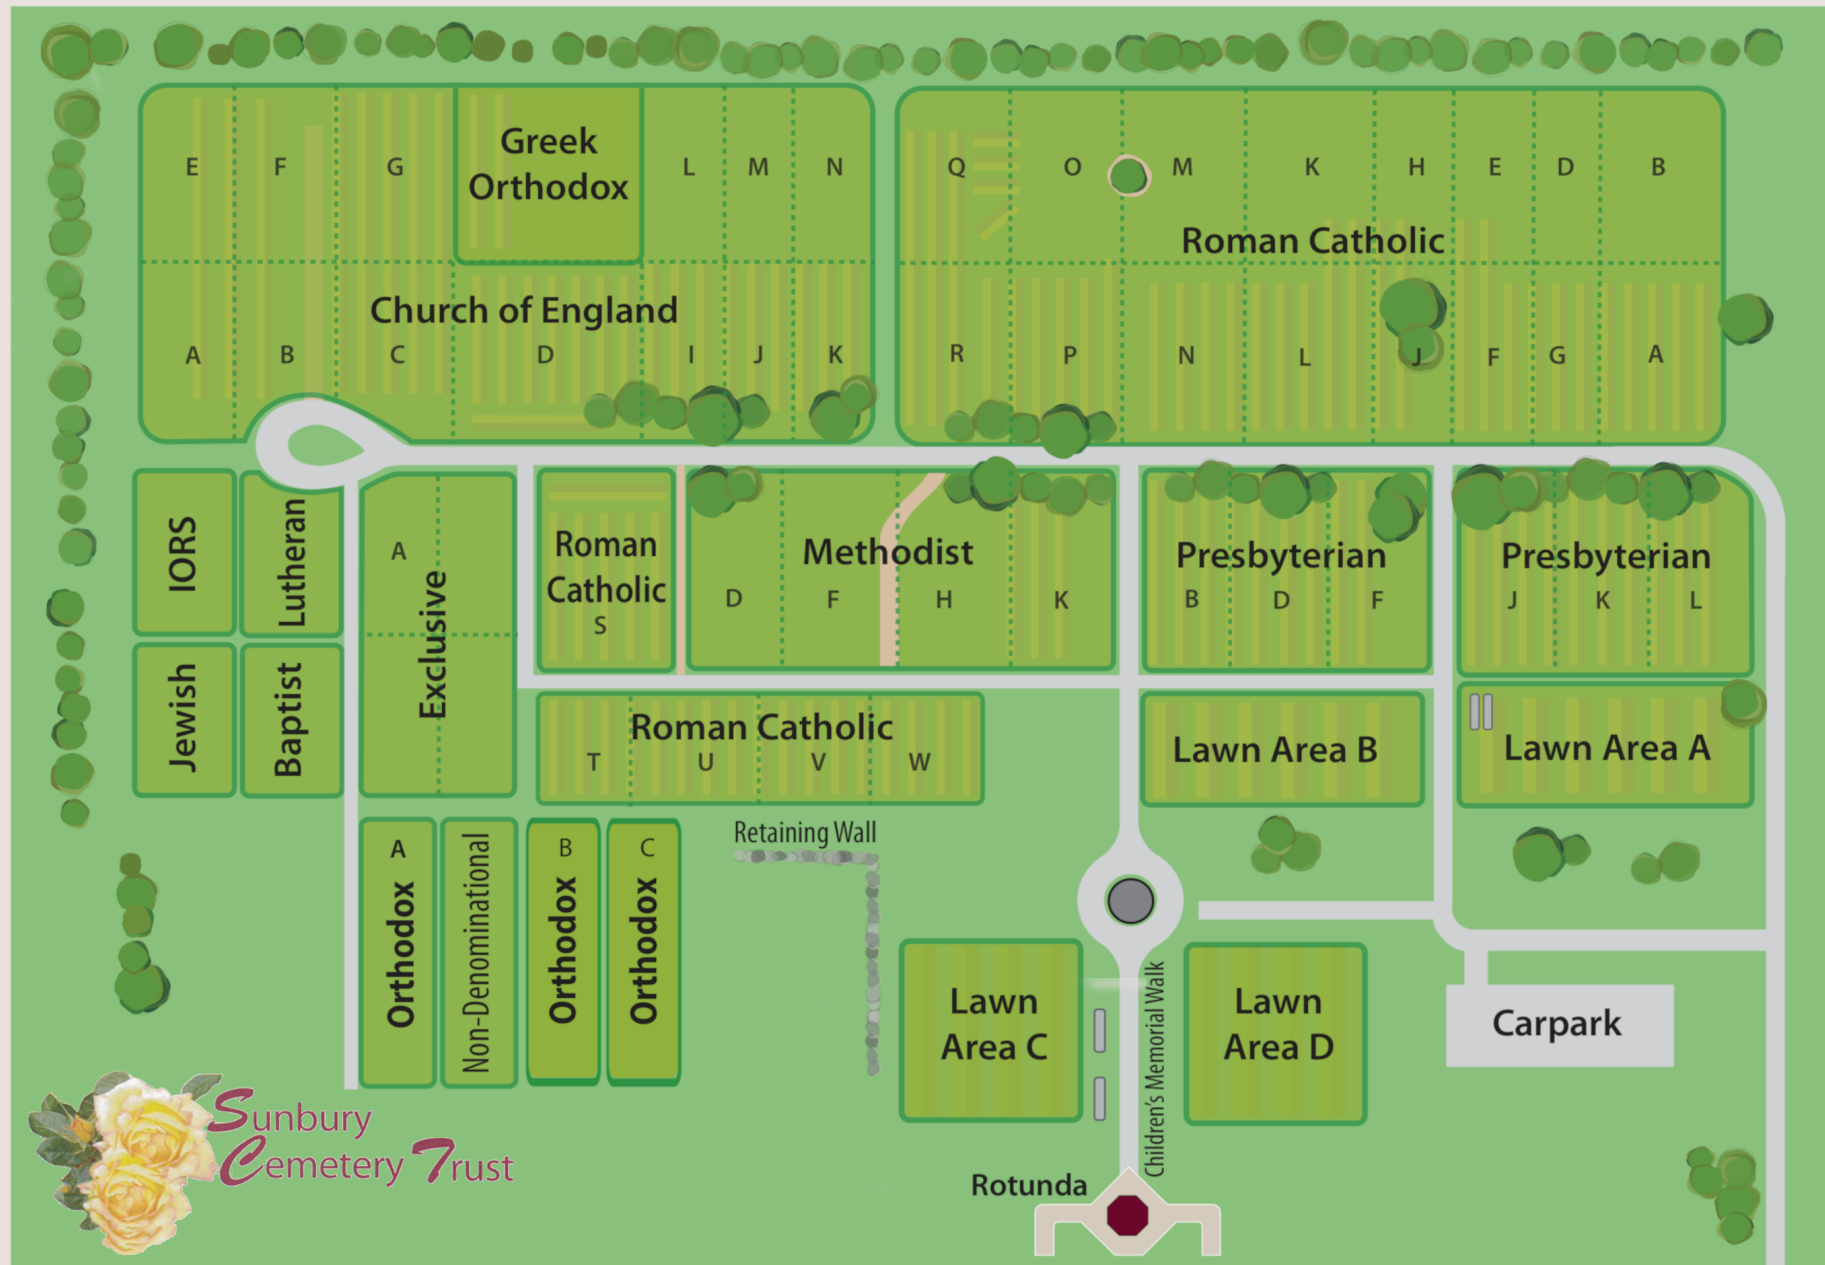 Greek
Orthodox
E F G L M N
Church of England
A B C D I J K
Q O M K H E D B
Roman Catholic
R P N L J F G A
IORS
Lutheran
Jewish
Baptist
A
Exclusive
Roman
Catholic
S
Methodist
D F H K
Presbyterian
B D F
Presbyterian
J K L
Roman Catholic
T U V W
Lawn Area B
Lawn Area A
A
Orthodox
Non-Denominational
B
Orthodox
C
Orthodox
Retaining Wall
Lawn
Area C
Children's Memorial Walk
Lawn
Area D
Carpark
Rotunda
Sunbury
Cemetery Trust